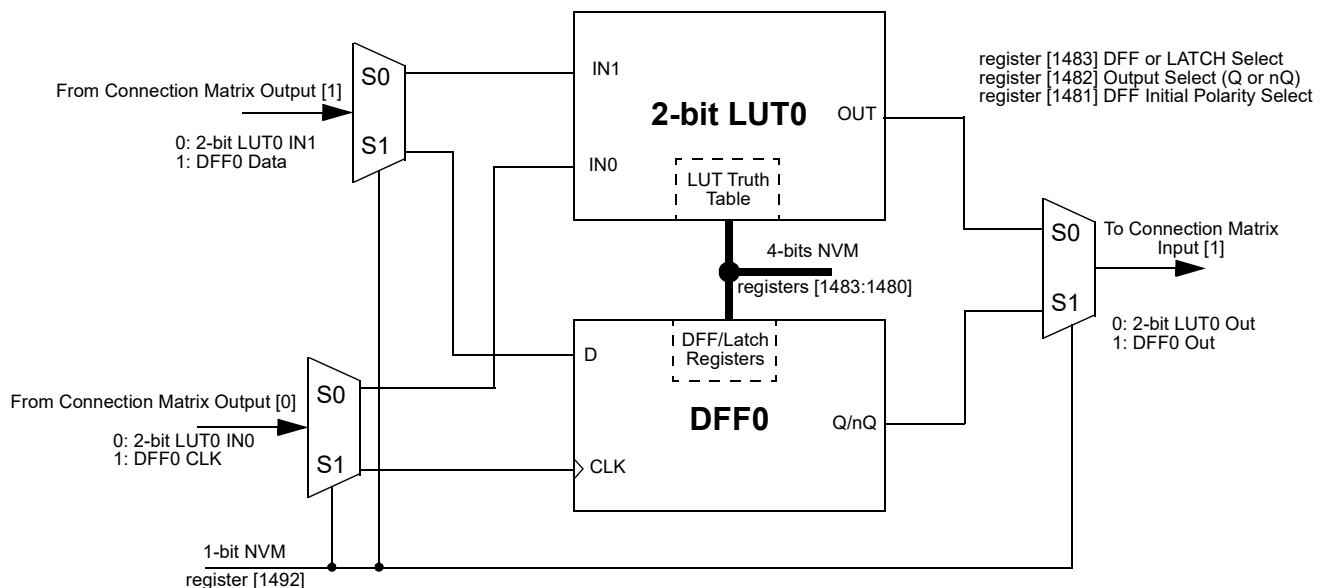 From Connection Matrix Output [1]
0: 2-bit LUT0 IN1
1: DFF0 Data
S0
S1
IN1
IN0
2-bit LUT0
OUT
LUT Truth
Table
register [1483] DFF or LATCH Select
register [1482] Output Select (Q or nQ)
register [1481] DFF Initial Polarity Select
4-bits NVM
registers [1483:1480]
S0
S1
To Connection Matrix
Input [1]
0: 2-bit LUT0 Out
1: DFF0 Out
From Connection Matrix Output [0]
0: 2-bit LUT0 IN0
1: DFF0 CLK
S0
S1
D
CLK
DFF/Latch
Registers
DFF0
Q/nQ
1-bit NVM
register [1492]